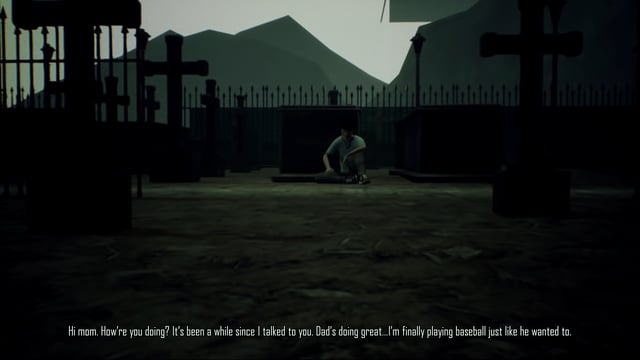 Hi mom. How're you doing? It's been a while since I talked to you. Dad's doing great...I'm finally playing baseball just like he wanted to.